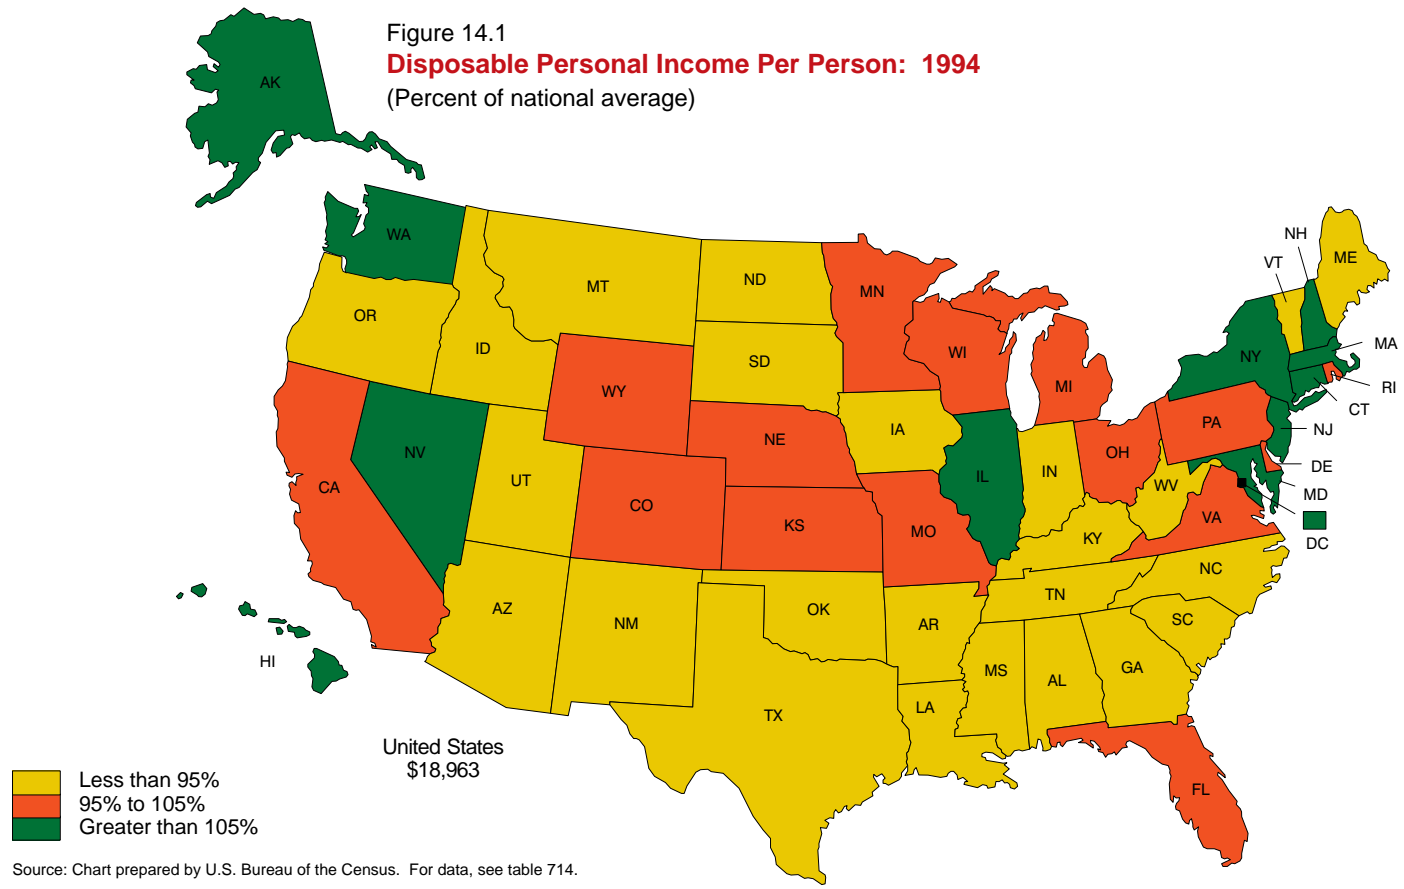 Figure 14.1
Disposable Personal Income Per Person: 1994
(Percent of national average)
AK
WA
NH
VT
ME
MT
ND
MN
OR
ID
SD
WI
NY
MA
WY
MI
RI
CT
NV
NE
IA
PA
NJ
CA
UT
CO
KS
IL
IN
OH
WV
DE
MD
MO
VA
KY
DC
AZ
NM
OK
AR
TN
NC
SC
HI
MS
AL
GA
TX
LA
FL
United States
$18,963
Less than 95%
95% to 105%
Greater than 105%
Source: Chart prepared by U.S. Bureau of the Census. For data, see table 714.